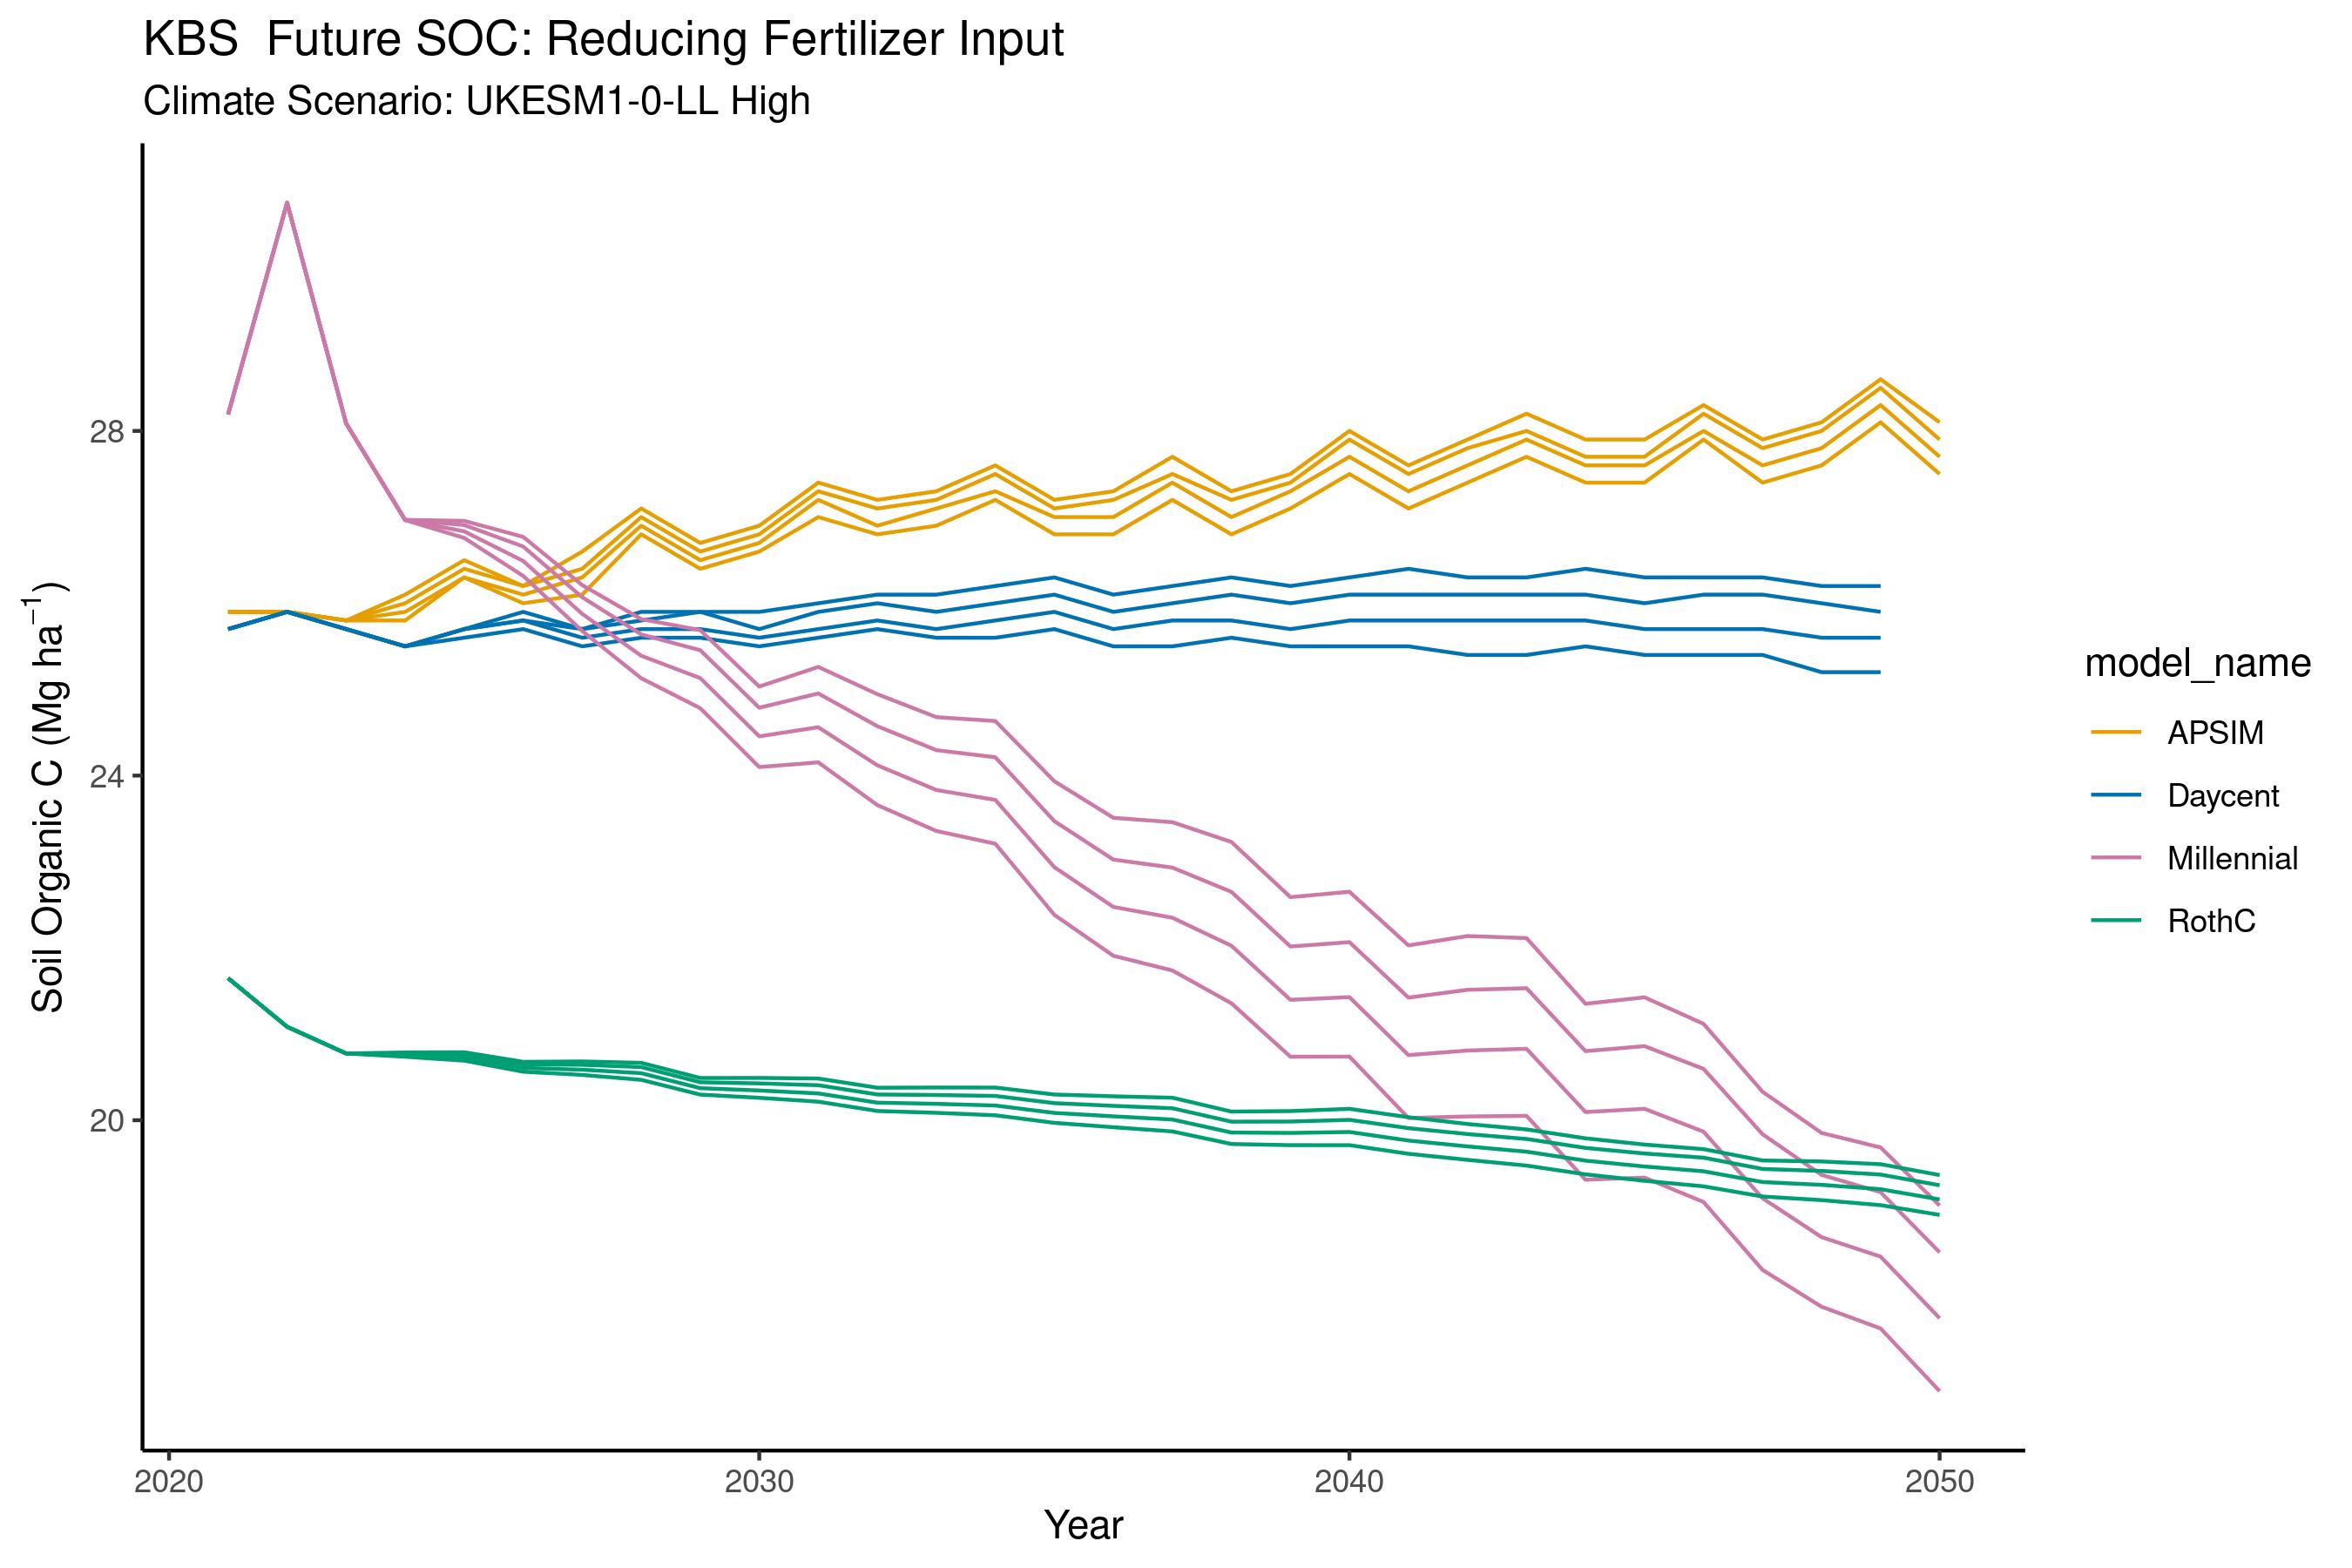 KBS  Future SOC: Reducing Fertilizer Input
Climate Scenario: UKESM1-0-LL High
Soil Organic C (Mg ha⁻¹)
28
24
20
2020
2030
2040
2050
Year
model_name
APSIM
Daycent
Millennial
RothC